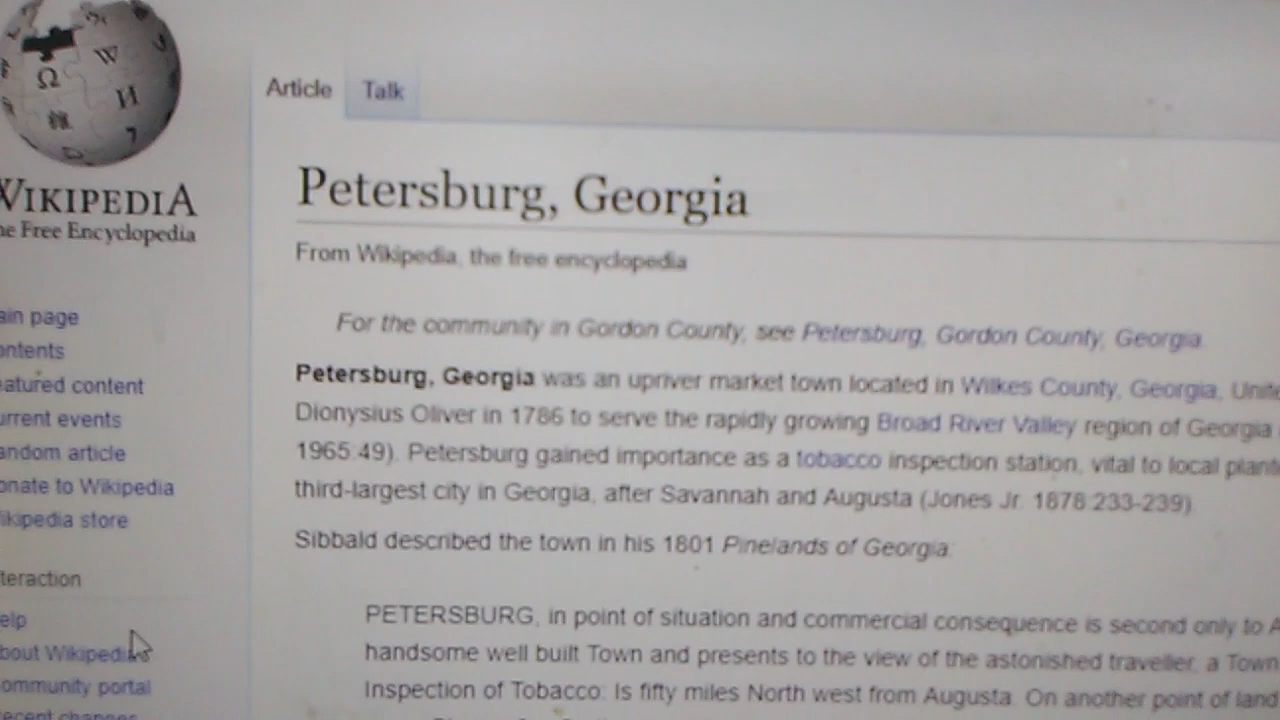 WIKIPEDIA
he Free Encyclopedia
ain page
ontents
eatured content
urrent events
andom article
onate to Wikipedia
ikipedia store
teraction
elp
bout Wikipedia
ommunity portal
ecent changes
Article Talk
Petersburg, Georgia
From Wikipedia, the free encyclopedia
For the community in Gordon County, see Petersburg, Gordon County, Georgia.
Petersburg, Georgia was an upriver market town located in Wilkes County, Georgia, Unite
Dionysius Oliver in 1786 to serve the rapidly growing Broad River Valley region of Georgia
1965:49). Petersburg gained importance as a tobacco inspection station, vital to local plant
third-largest city in Georgia, after Savannah and Augusta (Jones Jr. 1878:233-239).
Sibbald described the town in his 1801 Pinelands of Georgia:
PETERSBURG, in point of situation and commercial consequence is second only to A
handsome well built Town and presents to the view of the astonished traveller, a Town
Inspection of Tobacco: Is fifty miles North west from Augusta. On another point of land